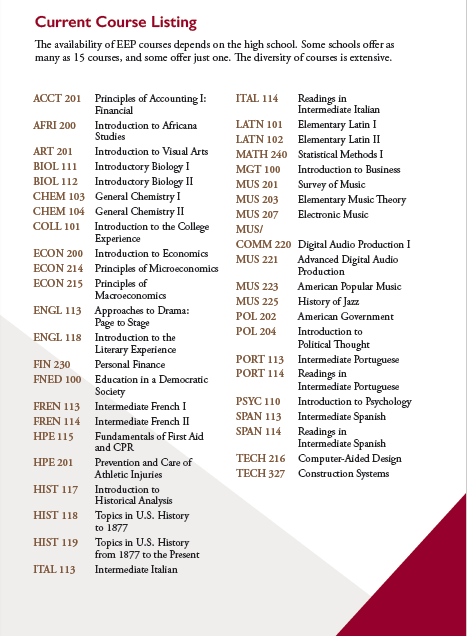 Current Course Listing
The availability of EEP courses depends on the high school. Some schools offer as
many as 15 courses, and some offer just one. The diversity of courses is extensive.
ACCT 201 Principles of Accounting I:
Financial
AFRI 200 Introduction to Africana
Studies
ART 201 Introduction to Visual Arts
BIOL 111 Introductory Biology I
BIOL 112 Introductory Biology II
CHEM 103 General Chemistry I
CHEM 104 General Chemistry II
COLL 101 Introduction to the College
Experience
ECON 200 Introduction to Economics
ECON 214 Principles of Microeconomics
ECON 215 Principles of
Macroeconomics
ENGL 113 Approaches to Drama:
Page to Stage
ENGL 118 Introduction to the
Literary Experience
FIN 230 Personal Finance
FNED 100 Education in a Democratic
Society
FREN 113 Intermediate French I
FREN 114 Intermediate French II
HPE 115 Fundamentals of First Aid
and CPR
HPE 201 Prevention and Care of
Athletic Injuries
HIST 117 Introduction to
Historical Analysis
HIST 118 Topics in U.S. History
to 1877
HIST 119 Topics in U.S. History
from 1877 to the Present
ITAL 113 Intermediate Italian
ITAL 114 Readings in
Intermediate Italian
LATN 101 Elementary Latin I
LATN 102 Elementary Latin II
MATH 240 Statistical Methods I
MGT 100 Introduction to Business
MUS 201 Survey of Music
MUS 203 Elementary Music Theory
MUS 207 Electronic Music
MUS/
COMM 220 Digital Audio Production I
MUS 221 Advanced Digital Audio
Production
MUS 223 American Popular Music
MUS 225 History of Jazz
POL 202 American Government
POL 204 Introduction to
Political Thought
PORT 113 Intermediate Portuguese
PORT 114 Readings in
Intermediate Portuguese
PSYC 110 Introduction to Psychology
SPAN 113 Intermediate Spanish
SPAN 114 Readings in
Intermediate Spanish
TECH 216 Computer-Aided Design
TECH 327 Construction Systems